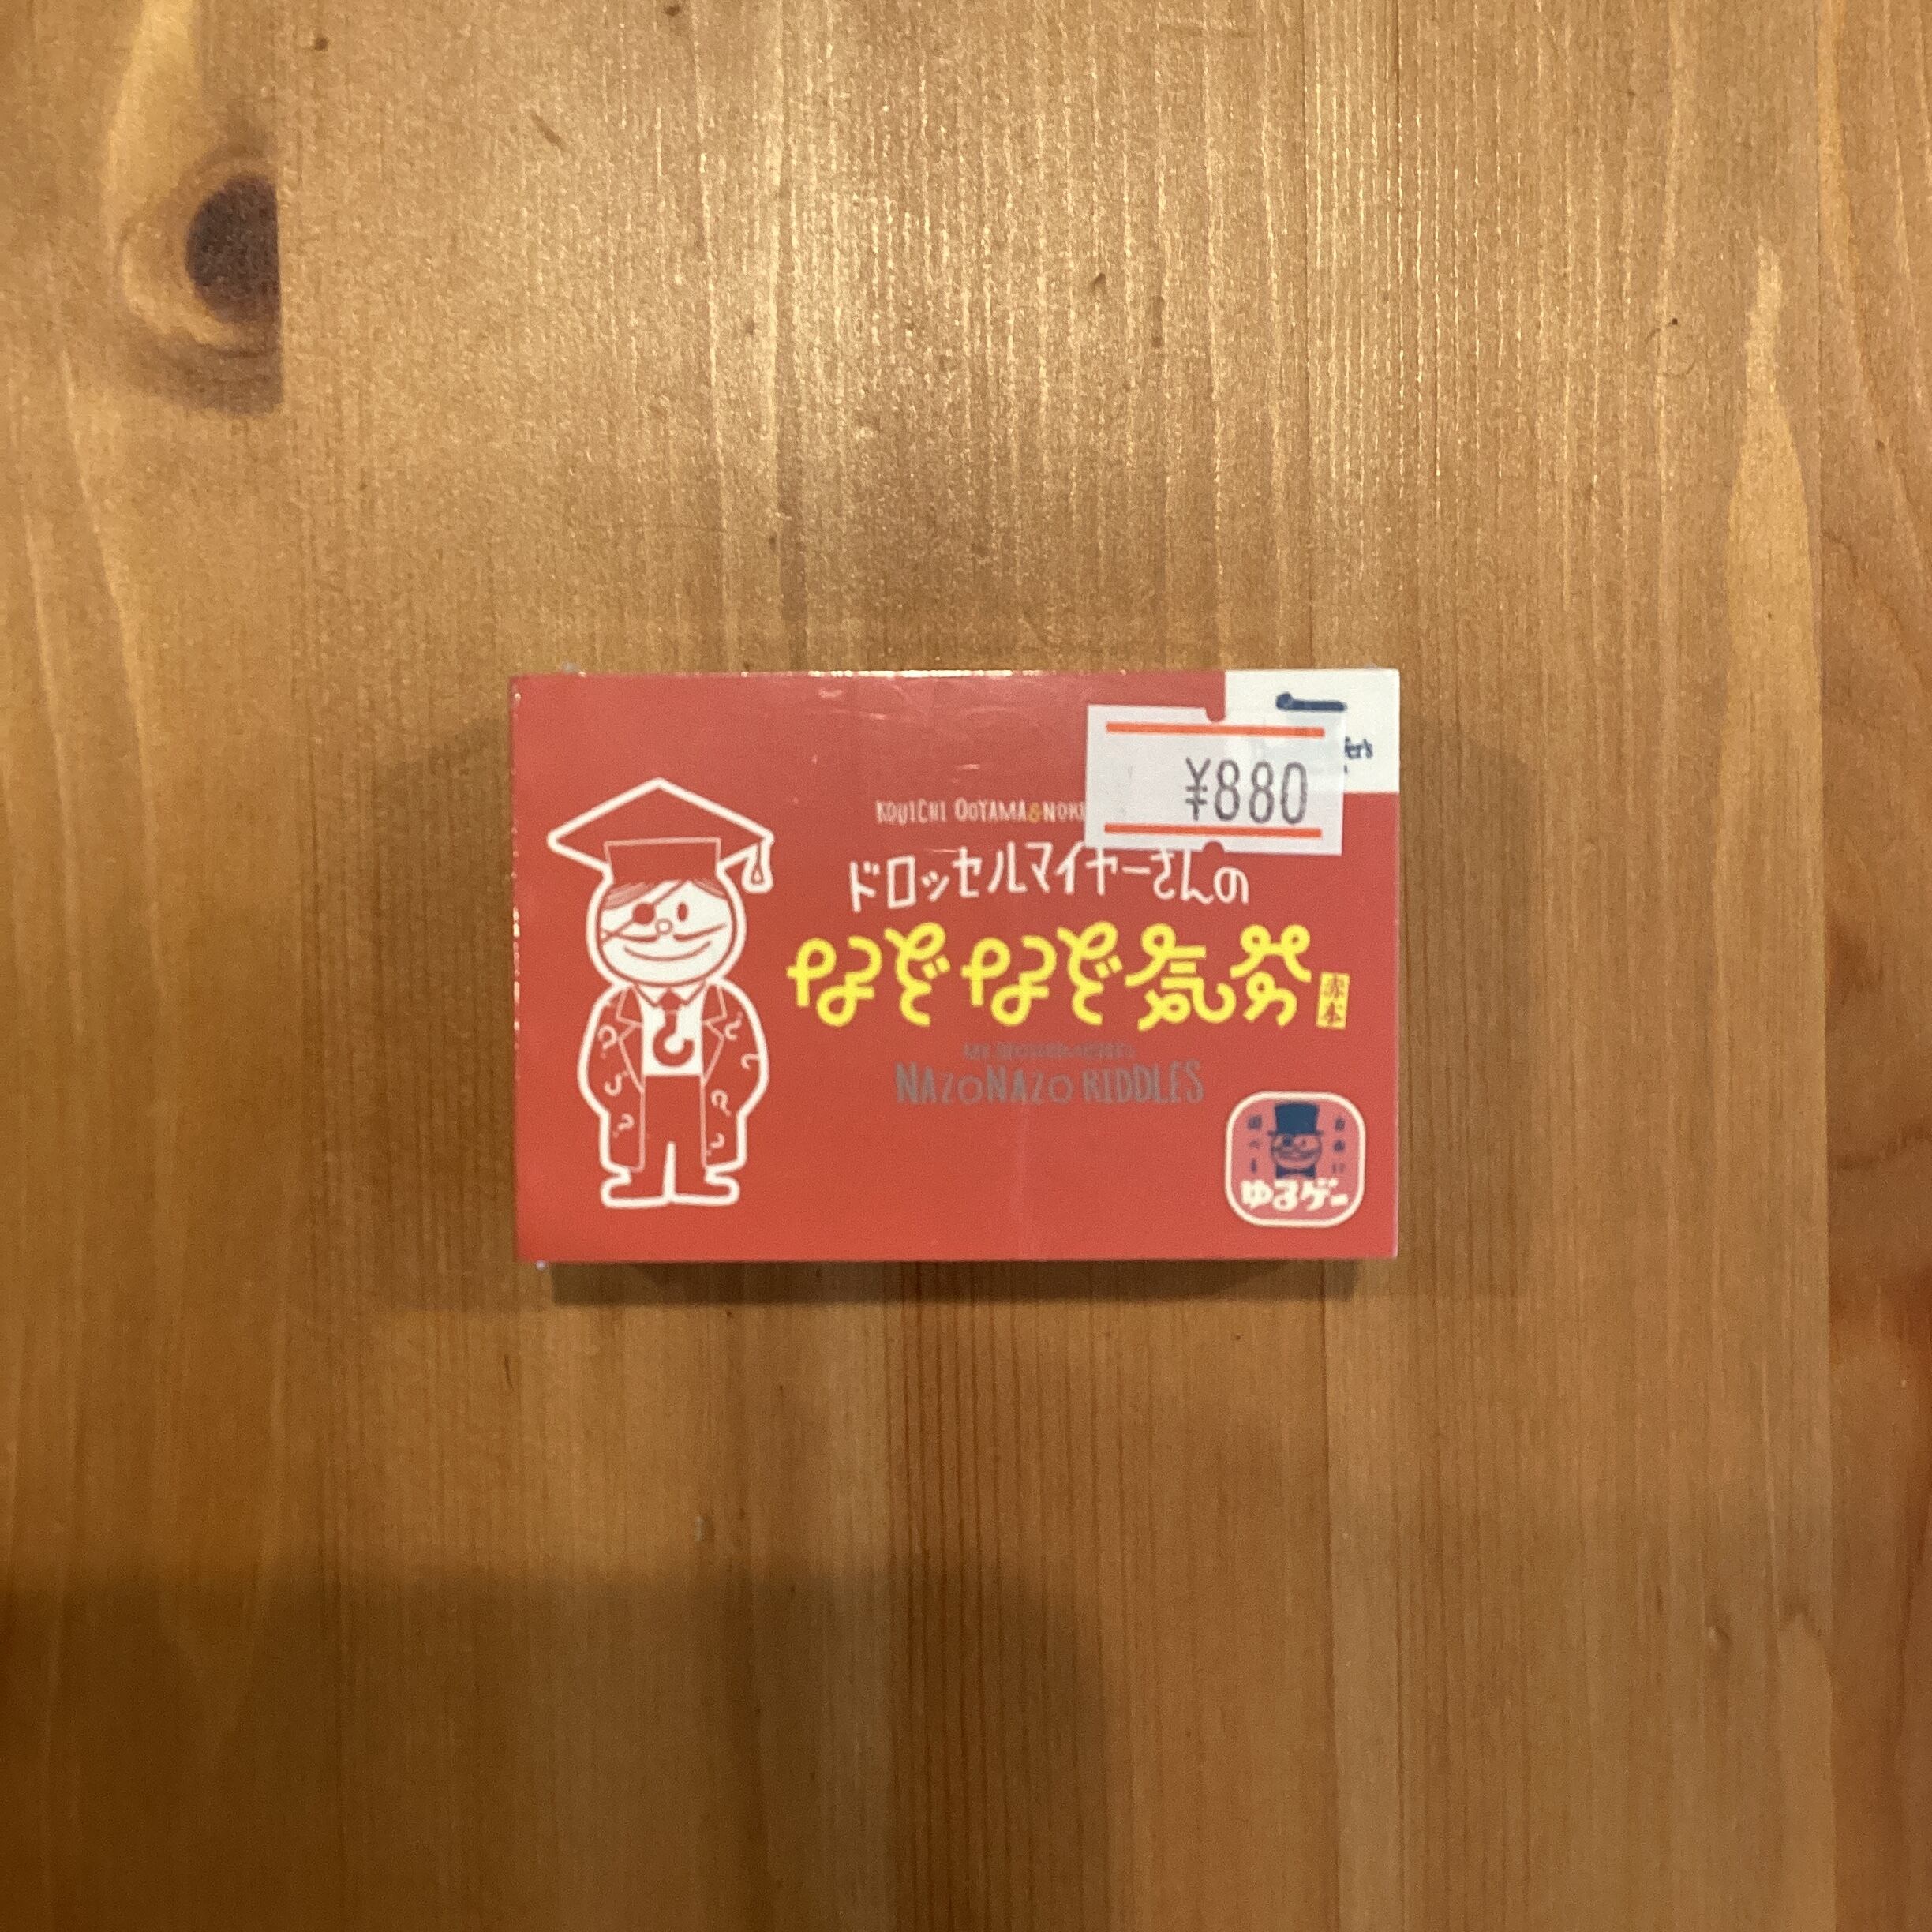 ¥880
KOUICHI OOYAMA&NORI
ドロッセルマイヤーさんの
なぞなぞ気分
赤本
NAZONAZO RIDDLES
ゆるゲー